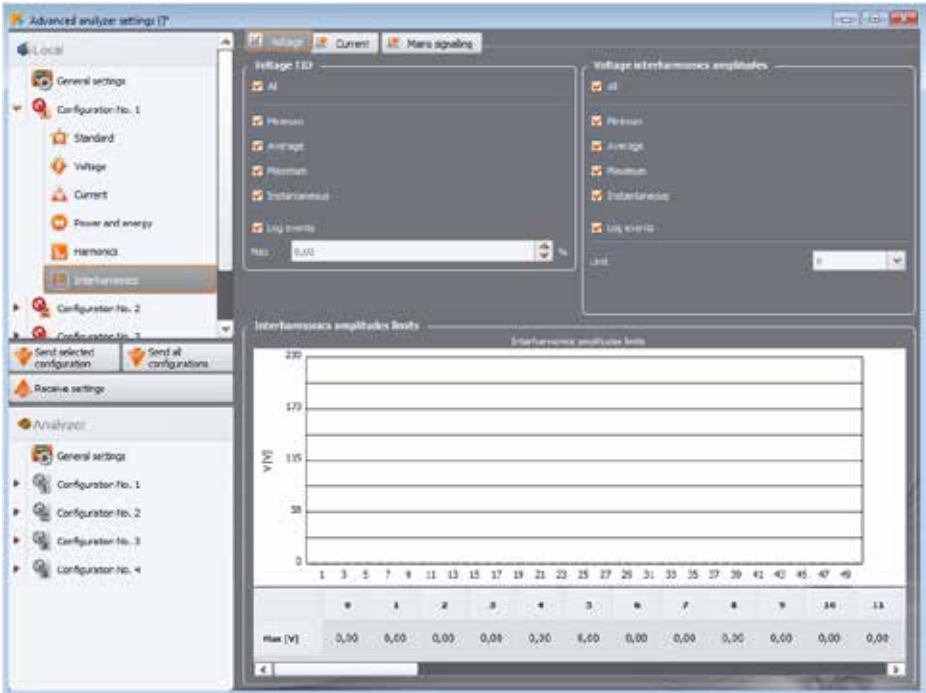 Advanced analyzer settings []*
Local
General settings
Configuration No. 1
Standard
Voltage
Current
Power and energy
Harmonics
Interharmonics
Configuration No. 2
Configuration No. 3
Send selected configuration
Send all configurations
Receive settings
Analyzer
General settings
Configuration No. 1
Configuration No. 2
Configuration No. 3
Configuration No. 4
Voltage
Current
Mains signaling
Voltage TID
All
Minimum
Average
Maximum
Instantaneous
Log events
Max
0,00
%
Voltage interharmonics amplitudes
All
Minimum
Average
Maximum
Instantaneous
Log events
Interharmonics amplitudes limits
Interharmonics amplitudes limits
230
115
0
V [V]
1 3 5 7 9 11 13 15 17 19 21 23 25 27 29 31 33 35 37 39 41 43 45 47 49
0 1 2 3 4 5 6 7 8 9 10 11
Max [V] 0,00 0,00 0,00 0,00 0,00 0,00 0,00 0,00 0,00 0,00 0,00 0,00